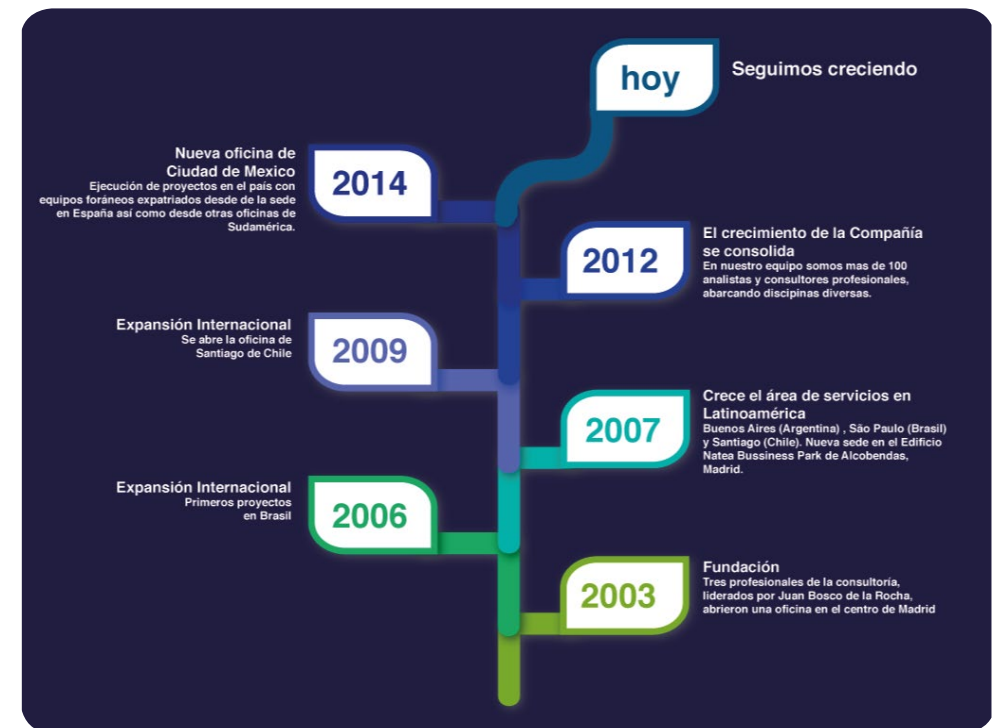 hoy
Seguimos creciendo
Nueva oficina de
Ciudad de Mexico
Ejecución de proyectos en el país con
equipos foráneos expatriados desde de la sede
en España así como desde otras oficinas de
Sudamérica.
2014
2012
El crecimiento de la Compañía
se consolida
En nuestro equipo somos mas de 100
analistas y consultores profesionales,
abarcando discipinas diversas.
Expansión Internacional
Se abre la oficina de
Santiago de Chile
2009
2007
Crece el área de servicios en
Latinoamérica
Buenos Aires (Argentina) , São Paulo (Brasil)
y Santiago (Chile). Nueva sede en el Edificio
Natea Bussiness Park de Alcobendas,
Madrid.
Expansión Internacional
Primeros proyectos
en Brasil
2006
2003
Fundación
Tres profesionales de la consultoría,
liderados por Juan Bosco de la Rocha,
abrieron una oficina en el centro de Madrid